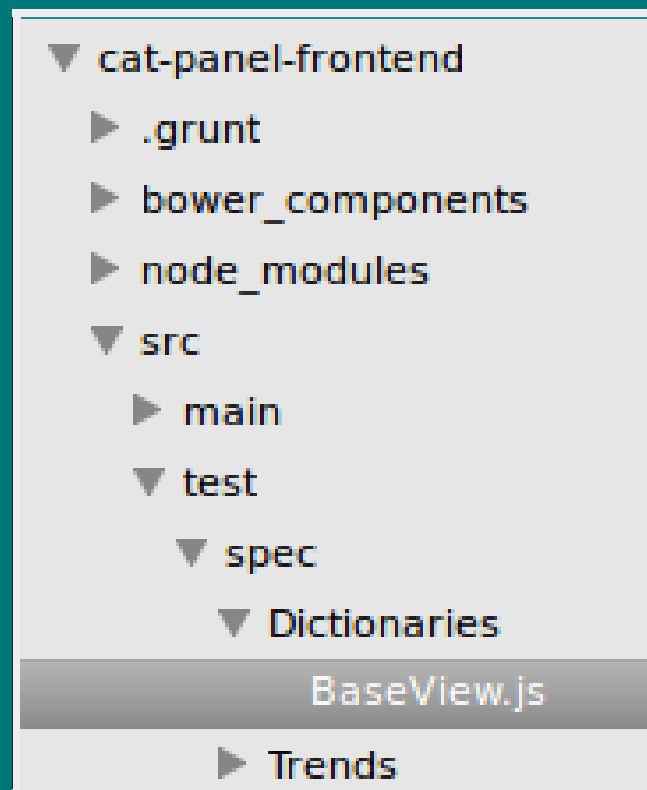 cat-panel-frontend
.grunt
bower_components
node_modules
src
main
test
spec
Dictionaries
BaseView.js
Trends